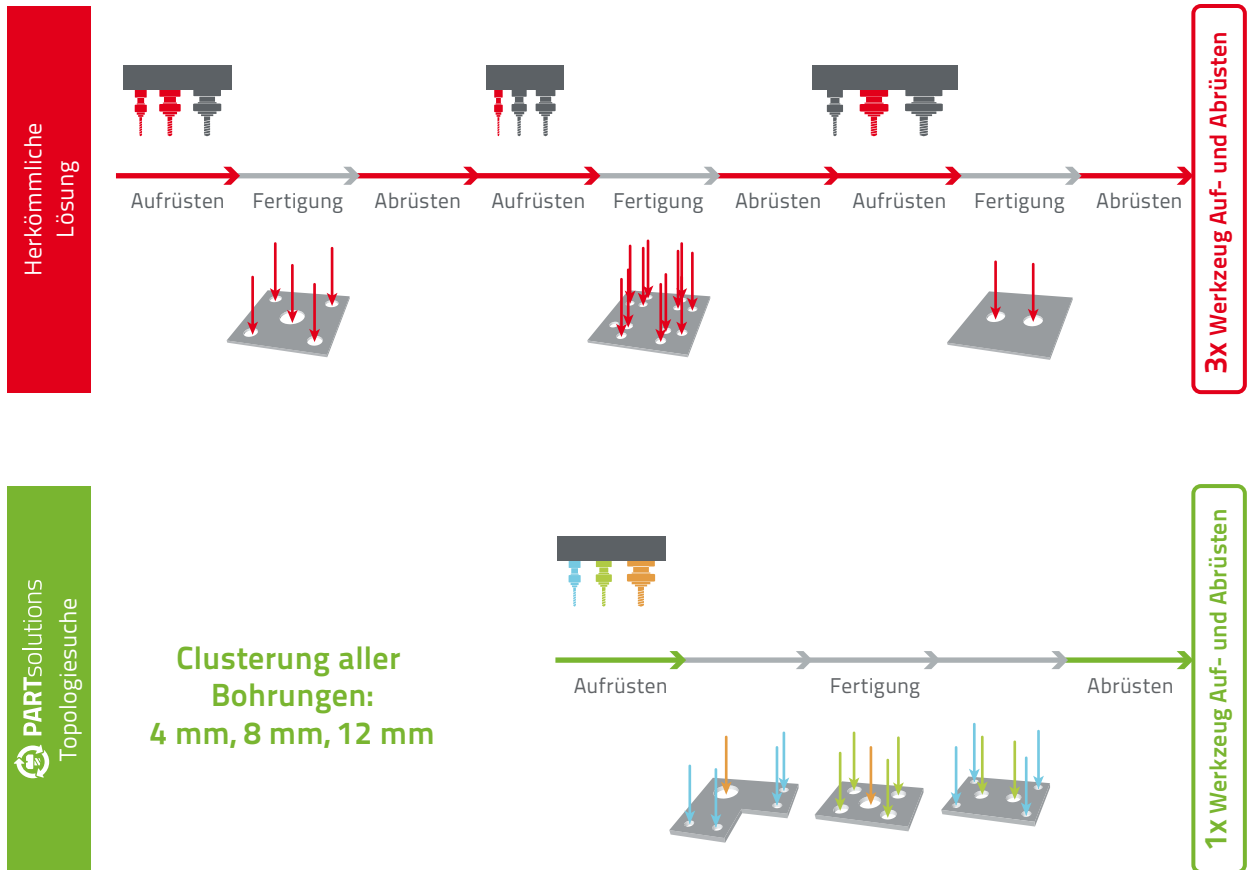 Herkömmliche
Lösung
Aufrüsten Fertigung Abrüsten Aufrüsten Fertigung Abrüsten Aufrüsten Fertigung Abrüsten
3x Werkzeug Auf- und Abrüsten
PARTsolutions
Topologiesuche
Clusterung aller
Bohrungen:
4 mm, 8 mm, 12 mm
Aufrüsten Fertigung Abrüsten
1x Werkzeug Auf- und Abrüsten